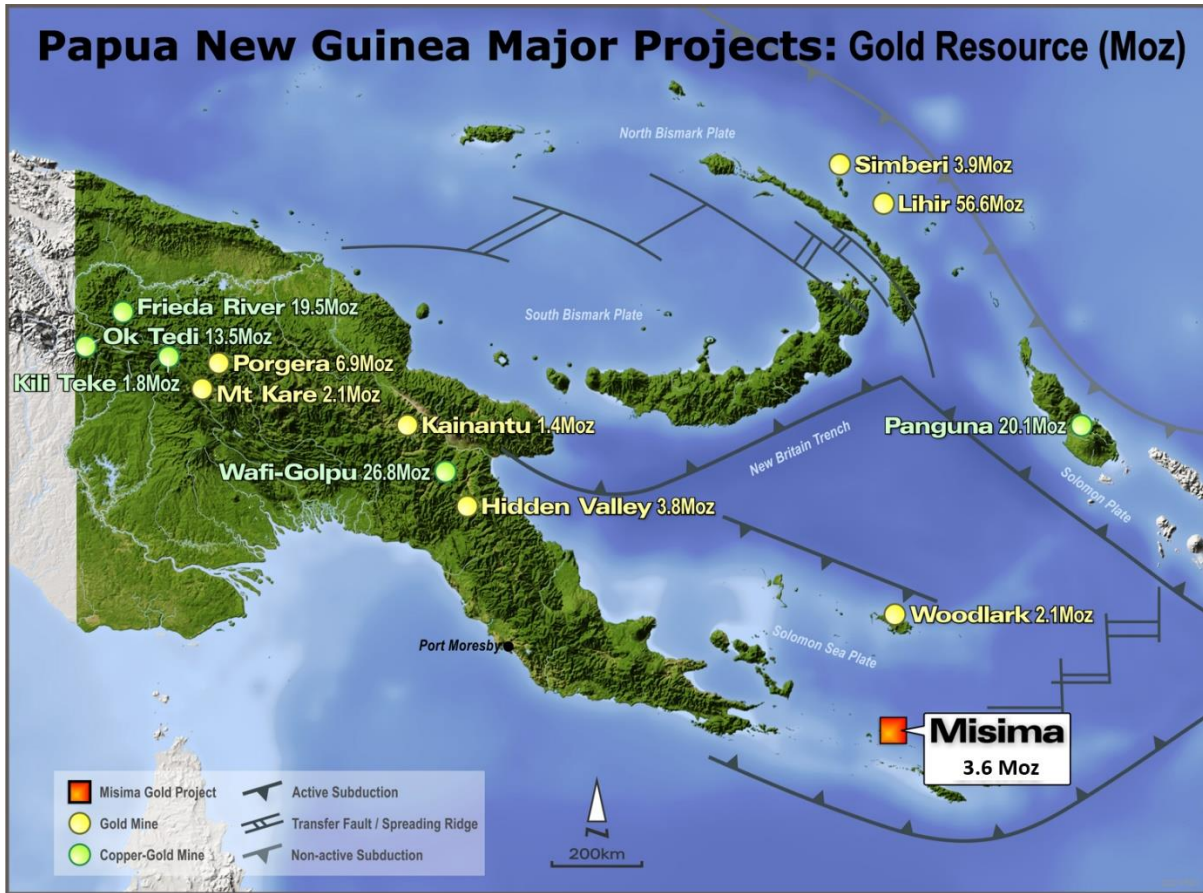 Papua New Guinea Major Projects: Gold Resource (Moz)
North Bismark Plate
Simberi 3.9Moz
Lihir 56.6Moz
Frieda River 19.5Moz
South Bismark Plate
Ok Tedi 13.5Moz
Porgera 6.9Moz
Kili Teke 1.8Moz
Mt Kare 2.1Moz
Kainantu 1.4Moz
Panguna 20.1Moz
New Britain Trench
Wafi-Golpu 26.8Moz
Solomon Plate
Hidden Valley 3.8Moz
Woodlark 2.1Moz
Port Moresby
Solomon Sea Plate
Misima
3.6 Moz
Misima Gold Project
Active Subduction
Gold Mine
Transfer Fault / Spreading Ridge
Copper-Gold Mine
Non-active Subduction
N
200km